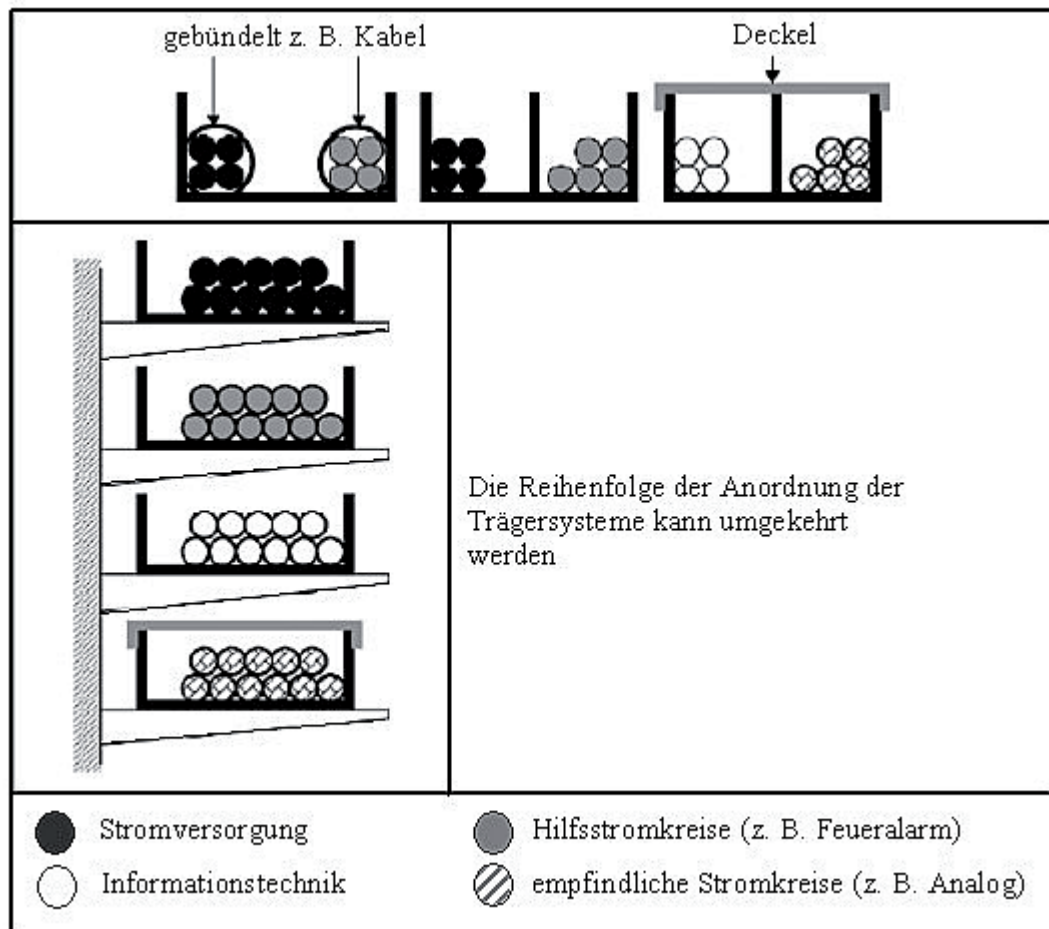 gebündelt z. B. Kabel
Deckel
Die Reihenfolge der Anordnung der
Trägersysteme kann umgekehrt
werden
Stromversorgung
Hilfsstromkreise (z. B. Feueralarm)
Informationstechnik
empfindliche Stromkreise (z. B. Analog)